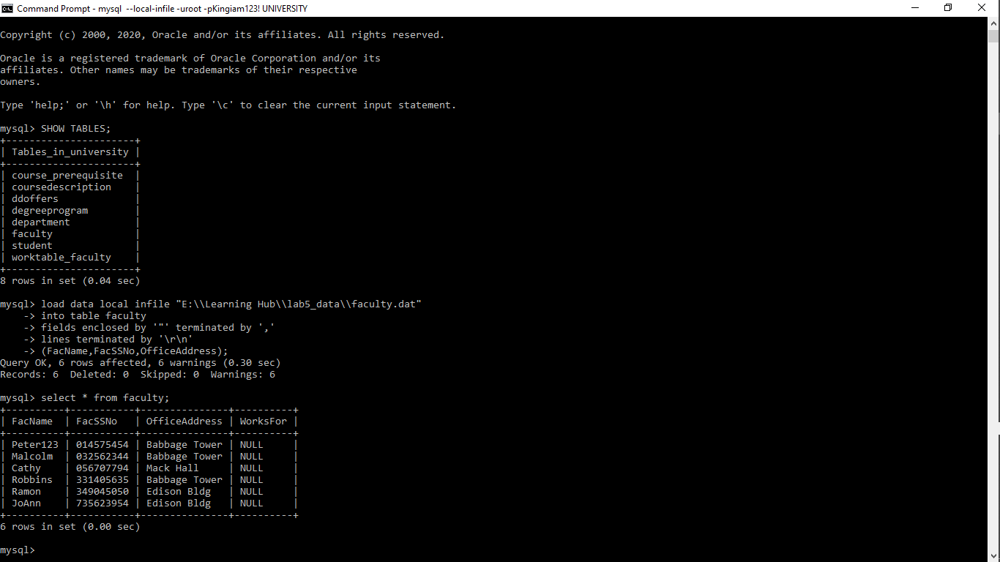 Command Prompt - mysql  --local-infile -uroot -pKingiam123! UNIVERSITY
Copyright (c) 2000, 2020, Oracle and/or its affiliates. All rights reserved.
Oracle is a registered trademark of Oracle Corporation and/or its
affiliates. Other names may be trademarks of their respective
owners.
Type 'help;' or '\h' for help. Type '\c' to clear the current input statement.
mysql> SHOW TABLES;
+----------------------+
| Tables_in_university |
+----------------------+
| course_prerequisite  |
| coursedescription    |
| ddoffers             |
| degreeprogram        |
| department           |
| faculty              |
| student              |
| worktable_faculty    |
+----------------------+
8 rows in set (0.04 sec)
mysql> load data local infile "E:\\Learning Hub\\lab5_data\\faculty.dat"
    -> into table faculty
    -> fields enclosed by '"' terminated by ','
    -> lines terminated by '\r\n'
    -> (FacName,FacSSNo,OfficeAddress);
Query OK, 6 rows affected, 6 warnings (0.30 sec)
Records: 6  Deleted: 0  Skipped: 0  Warnings: 6
mysql> select * from faculty;
+----------+-----------+---------------+----------+
| FacName  | FacSSNo   | OfficeAddress | WorksFor |
+----------+-----------+---------------+----------+
| Peter123 | 014575454 | Babbage Tower | NULL     |
| Malcolm  | 032562344 | Babbage Tower | NULL     |
| Cathy    | 056707794 | Mack Hall     | NULL     |
| Robbins  | 331405635 | Babbage Tower | NULL     |
| Ramon    | 349045050 | Edison Bldg   | NULL     |
| JoAnn    | 735623954 | Edison Bldg   | NULL     |
+----------+-----------+---------------+----------+
6 rows in set (0.00 sec)
mysql>